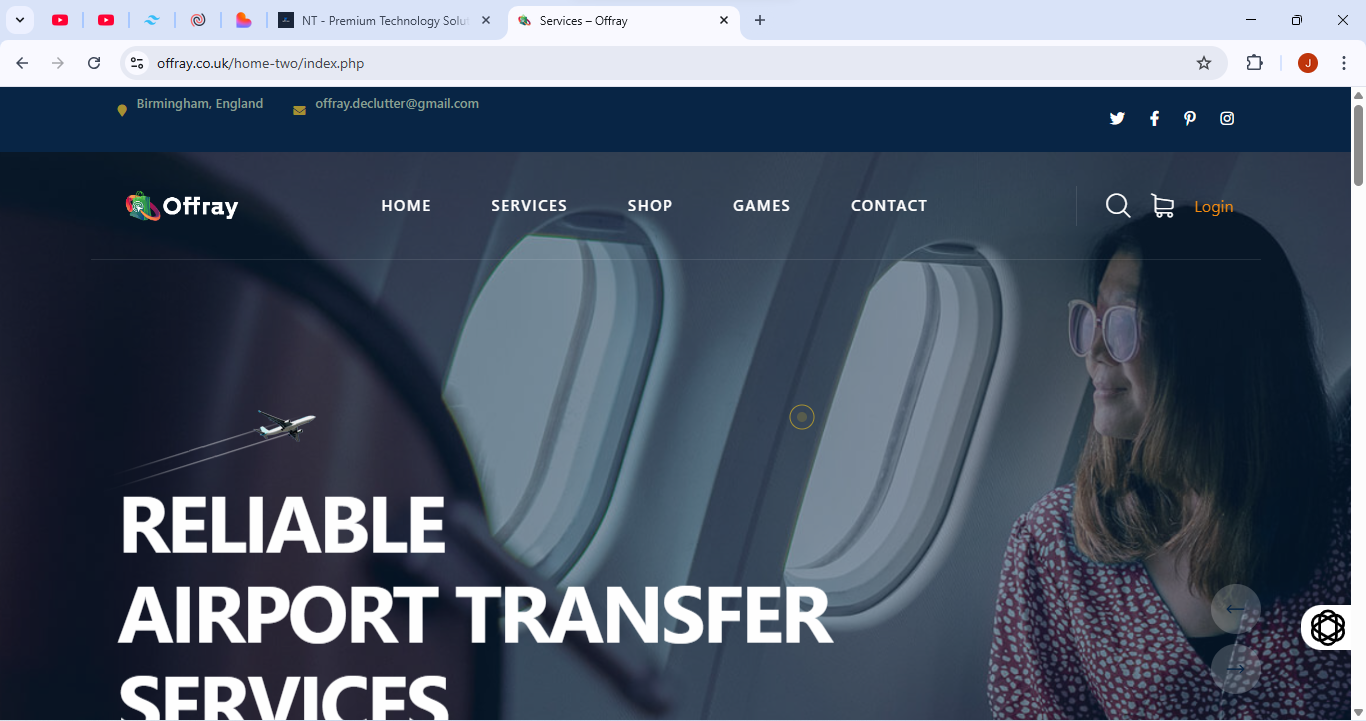 NT - Premium Technology Solut
Services – Offray
offray.co.uk/home-two/index.php
J
Birmingham, England
offray.declutter@gmail.com
Offray
HOME
SERVICES
SHOP
GAMES
CONTACT
Login
RELIABLE
AIRPORT TRANSFER
SERVICES